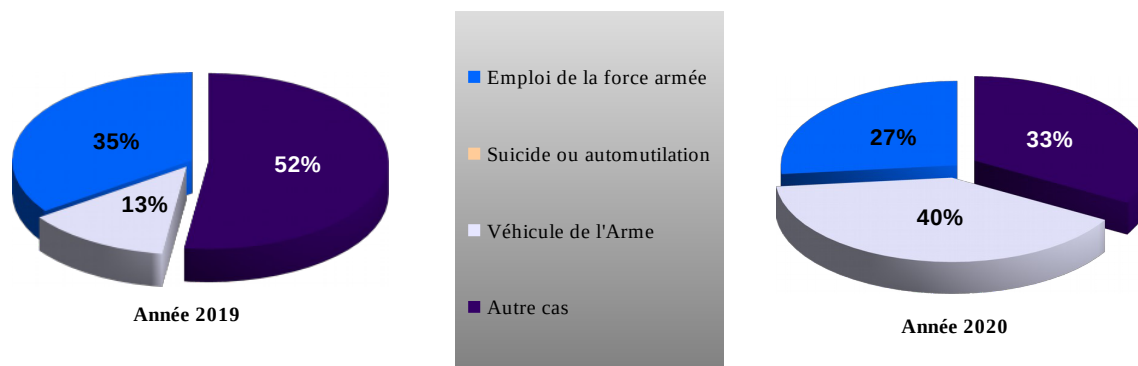 35%
52%
13%
Année 2019
Emploi de la force armée
Suicide ou automutilation
Véhicule de l'Arme
Autre cas
27%
33%
40%
Année 2020